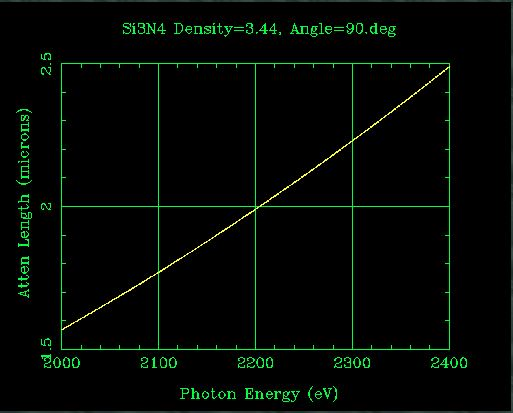 Si3N4 Density=3.44, Angle=90.deg
2.5
2
1.5
Atten Length (microns)
2000 2100 2200 2300 2400
Photon Energy (eV)